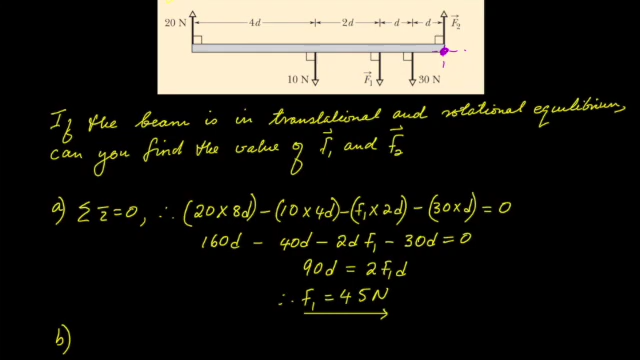 20 N 4d 2d d d F₂
10 N F₁ 30 N
If the beam is in translational and rotational equilibrium,
can you find the value of F₁ and F₂
a) Στ=0, ∴ (20×8d)-(10×4d)-(f₁×2d)-(30×d)=0
160d - 40d - 2d f₁ - 30d = 0
90d = 2f₁d
∴ f₁ = 45N
b)